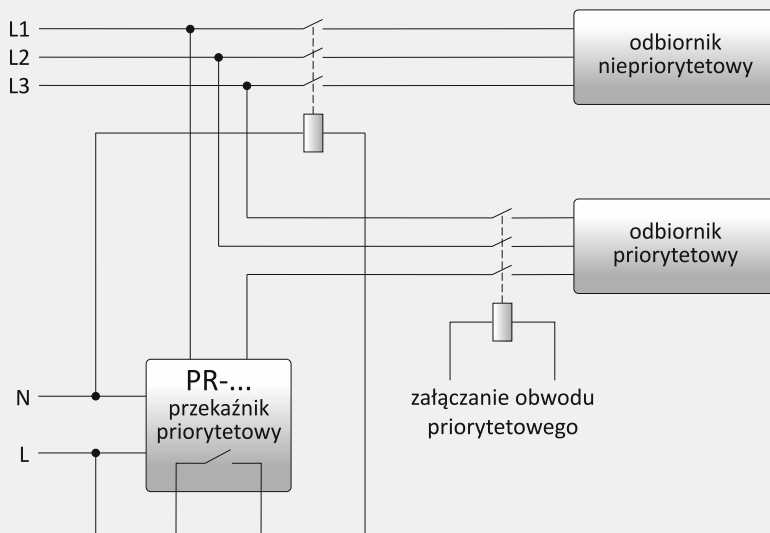 L1
L2
L3
odbiornik
niepriorytetowy
odbiornik
priorytetowy
załączanie obwodu
priorytetowego
N
L
PR-...
przekaźnik
priorytetowy